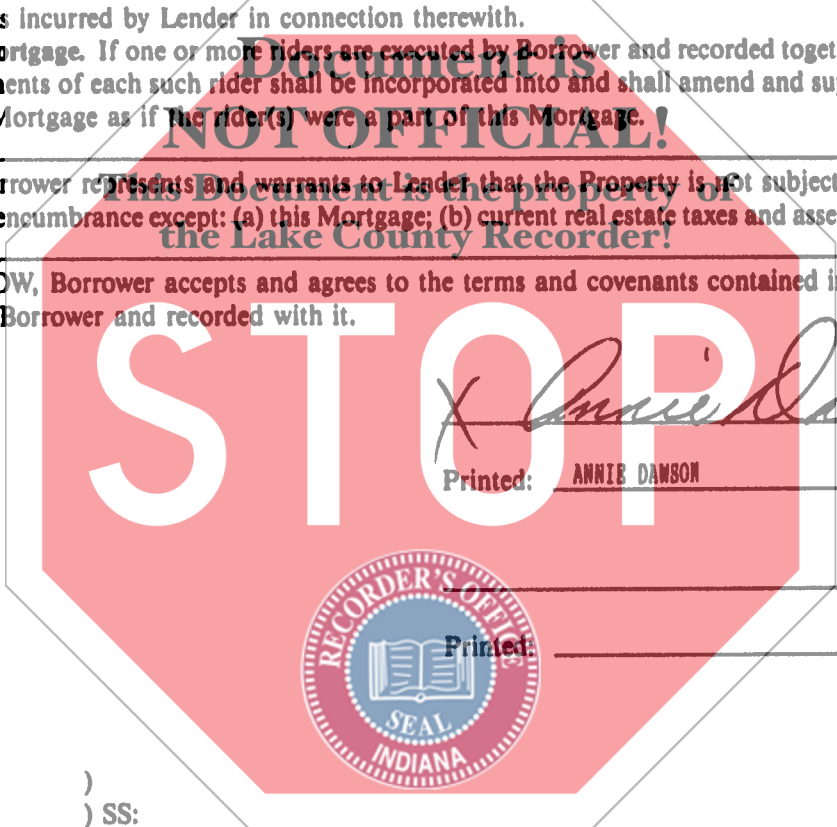 s incurred by Lender in connection therewith.
ortgage. If one or more riders are executed by Borrower and recorded toget
ents of each such rider shall be incorporated into and shall amend and su
Mortgage as if the rider(s) were a part of this Mortgage.
Document is
NOT OFFICIAL!
This Document is the property of
the Lake County Recorder!
rrower represents and warrants to Lender that the Property is not subject
encumbrance except: (a) this Mortgage; (b) current real estate taxes and asse
OW, Borrower accepts and agrees to the terms and covenants contained i
Borrower and recorded with it.
STOP
X Annie Da
Printed: ANNIE DAWSON
Printed:
RECORDER'S OFFICE
SEAL
INDIANA
)
) SS: